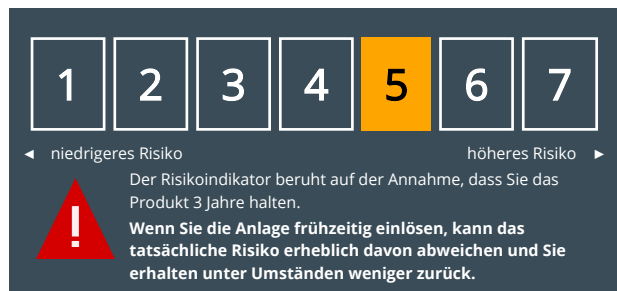 1 2 3 4 5 6 7
◄ niedrigeres Risiko höheres Risiko ►
Der Risikoindikator beruht auf der Annahme, dass Sie das
Produkt 3 Jahre halten.
!
Wenn Sie die Anlage frühzeitig einlösen, kann das
tatsächliche Risiko erheblich davon abweichen und Sie
erhalten unter Umständen weniger zurück.